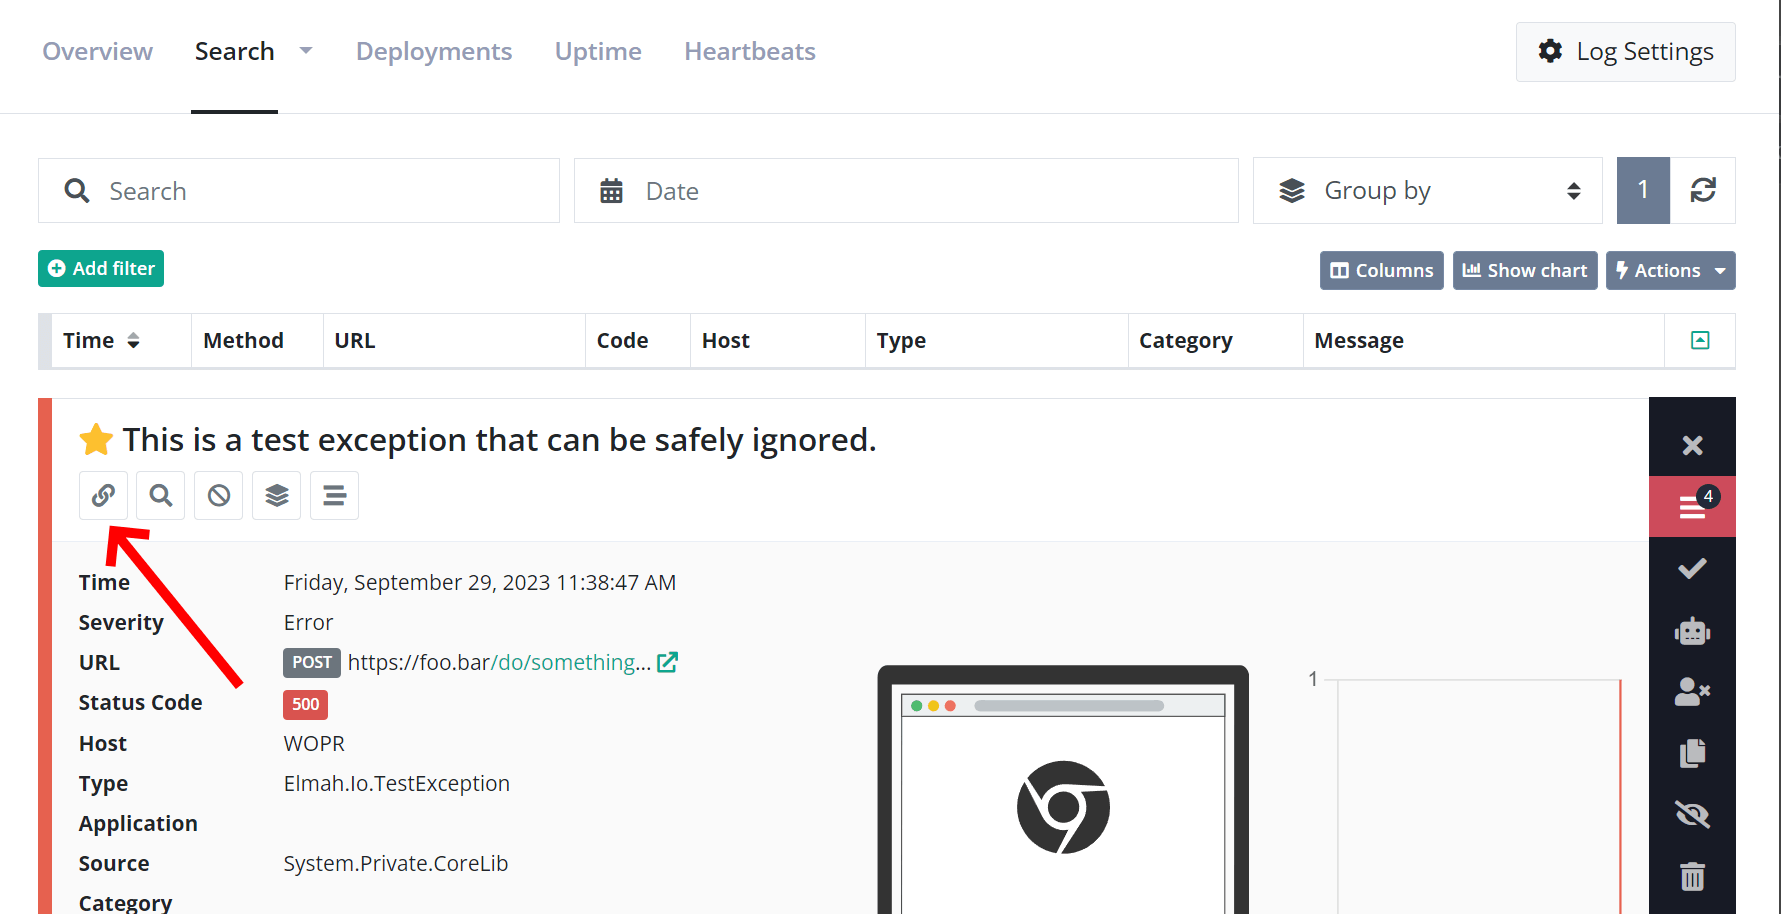 Overview Search Deployments Uptime Heartbeats Log Settings
Search Date Group by 1
Add filter Columns Show chart Actions
Time Method URL Code Host Type Category Message
This is a test exception that can be safely ignored.
4
Time Friday, September 29, 2023 11:38:47 AM
Severity Error
URL POST https://foo.bar/do/something...
1
Status Code 500
Host WOPR
Type Elmah.Io.TestException
Application
Source System.Private.CoreLib
Category